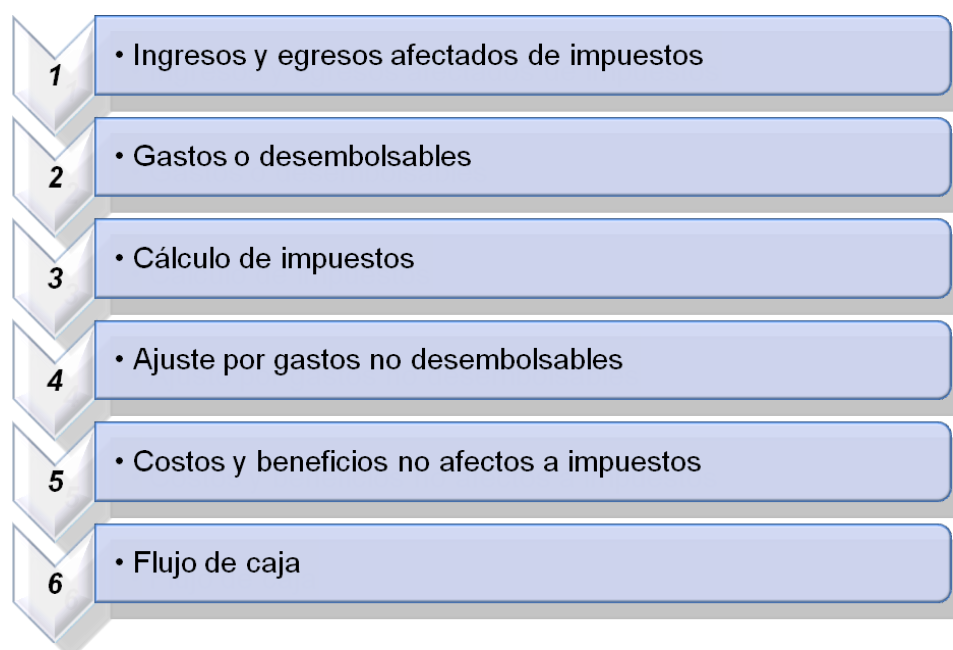 1 • Ingresos y egresos afectados de impuestos
2 • Gastos o desembolsables
3 • Cálculo de impuestos
4 • Ajuste por gastos no desembolsables
5 • Costos y beneficios no afectos a impuestos
6 • Flujo de caja